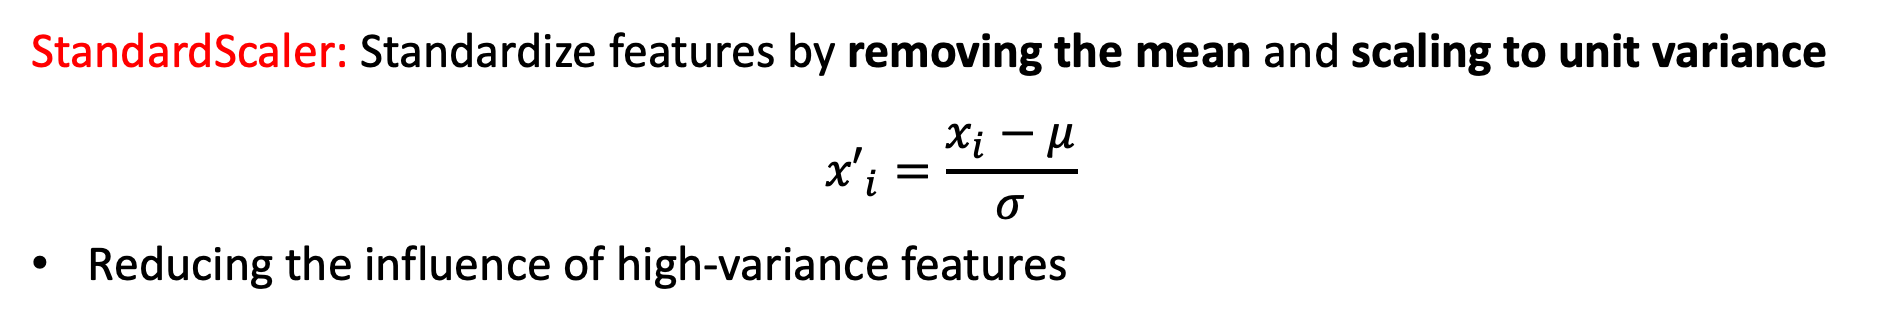 StandardScaler: Standardize features by removing the mean and scaling to unit variance
x'ᵢ = (xᵢ − μ) / σ
• Reducing the influence of high-variance features